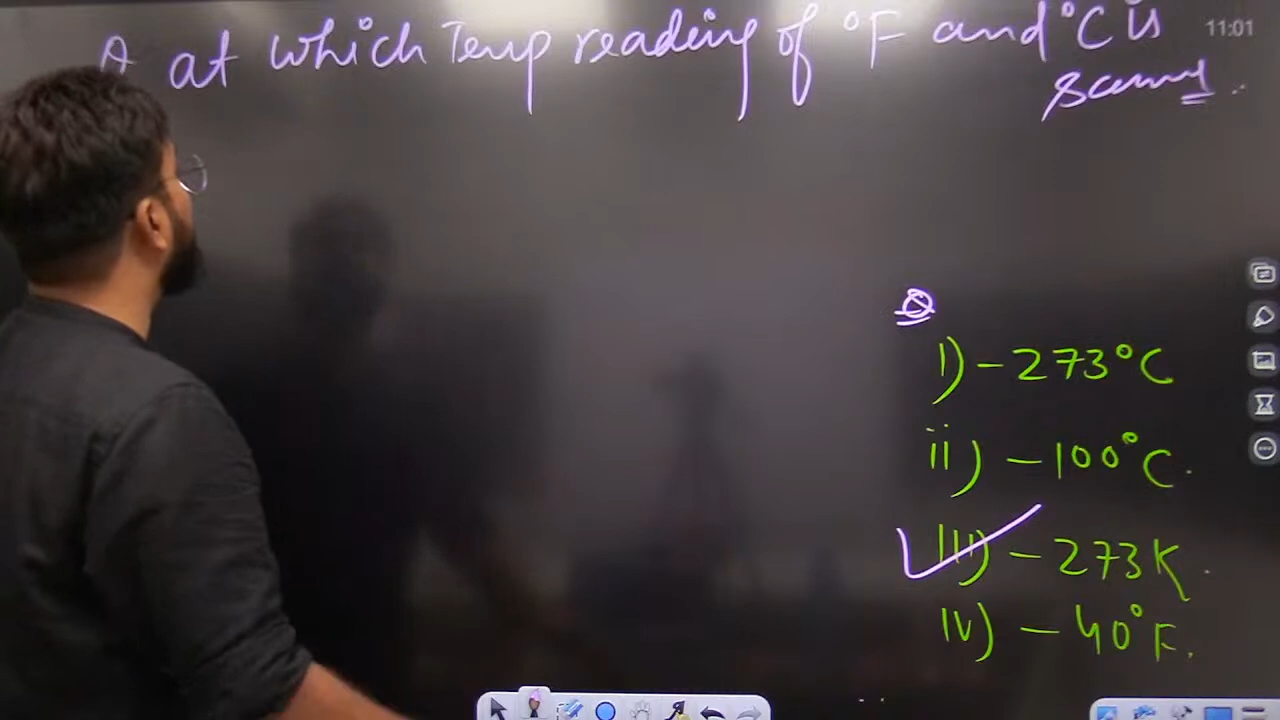 at which Temp reading of °F and °C is
same
11:01
Q
i) -273°C
ii) -100°C.
iii) -273K.
iv) -40°F.